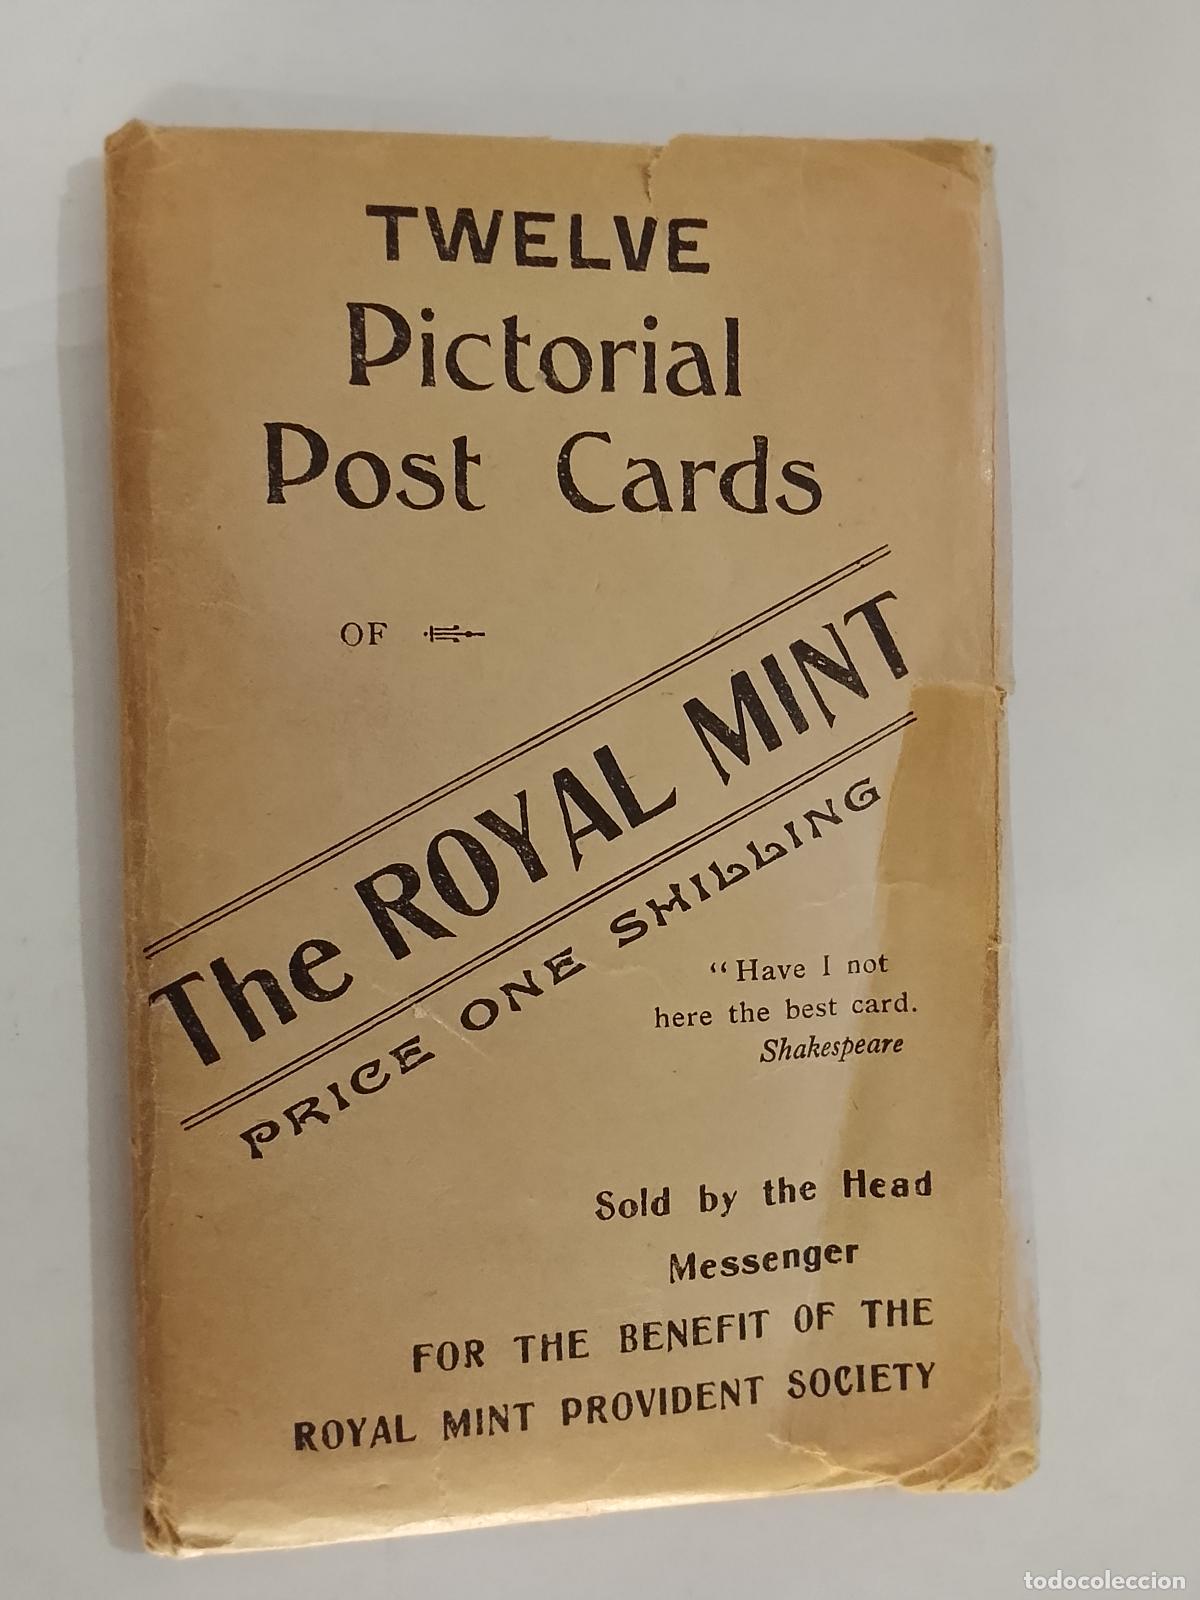 TWELVE
Pictorial
Post Cards
OF
The ROYAL MINT
PRICE ONE SHILLING
“Have I not
here the best card.
Shakespeare
Sold by the Head
Messenger
FOR THE BENEFIT OF THE
ROYAL MINT PROVIDENT SOCIETY
todocoleccion